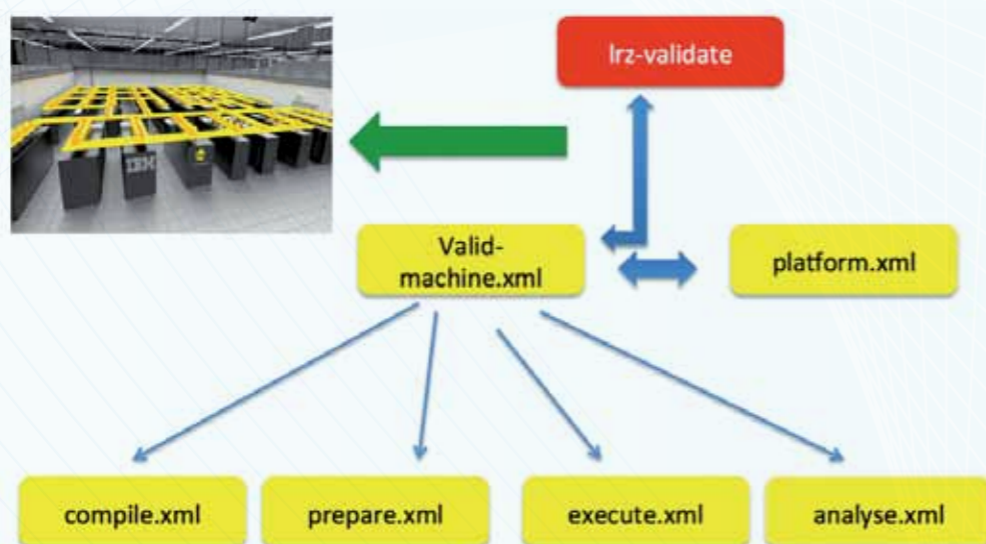 lrz-validate
IBM
Valid-
machine.xml
platform.xml
compile.xml
prepare.xml
execute.xml
analyse.xml